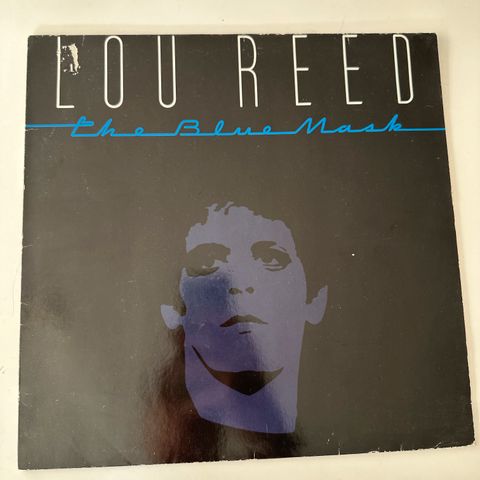 LOU REED
The Blue Mask